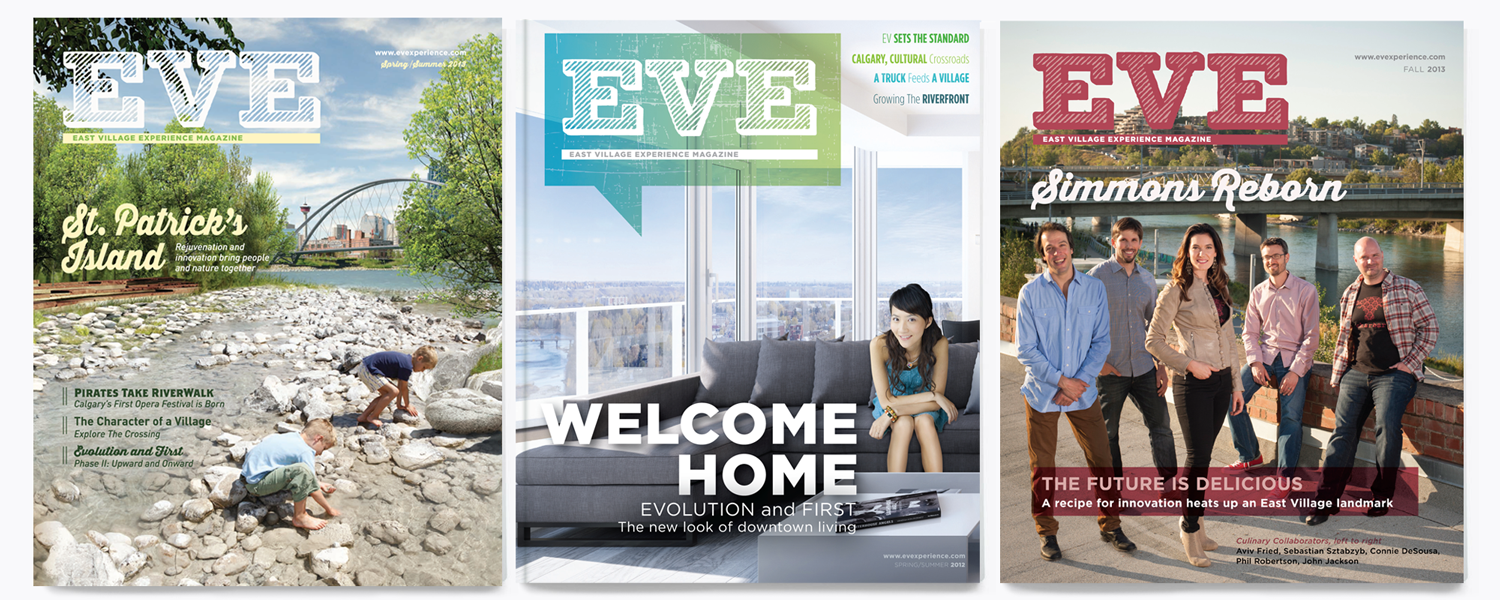 EVE
www.evexperience.com
Spring/Summer 2013
EAST VILLAGE EXPERIENCE MAGAZINE
St. Patrick's
Island
Rejuvenation and
innovation bring people
and nature together
PIRATES TAKE RIVERWALK
Calgary's First Opera Festival is Born
The Character of a Village
Explore The Crossing
Evolution and First
Phase II: Upward and Onward
EVE
EAST VILLAGE EXPERIENCE MAGAZINE
EV SETS THE STANDARD
CALGARY, CULTURAL Crossroads
A TRUCK Feeds A VILLAGE
Growing The RIVERFRONT
WELCOME
HOME
EVOLUTION and FIRST
The new look of downtown living
www.evexperience.com
SPRING/SUMMER 2012
EVE
www.evexperience.com
FALL 2013
EAST VILLAGE EXPERIENCE MAGAZINE
Simmons Reborn
THE FUTURE IS DELICIOUS
A recipe for innovation heats up an East Village landmark
Culinary Collaborators, left to right
Aviv Fried, Sebastian Sztabzyb, Connie DeSousa,
Phil Robertson, John Jackson